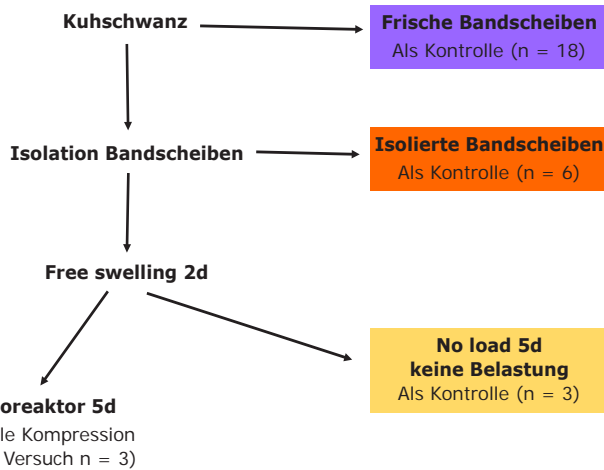 Kuhschwanz
Frische Bandscheiben
Als Kontrolle (n = 18)
Isolation Bandscheiben
Isolierte Bandscheiben
Als Kontrolle (n = 6)
Free swelling 2d
No load 5d
keine Belastung
Als Kontrolle (n = 3)
oreaktor 5d
le Kompression
Versuch n = 3)